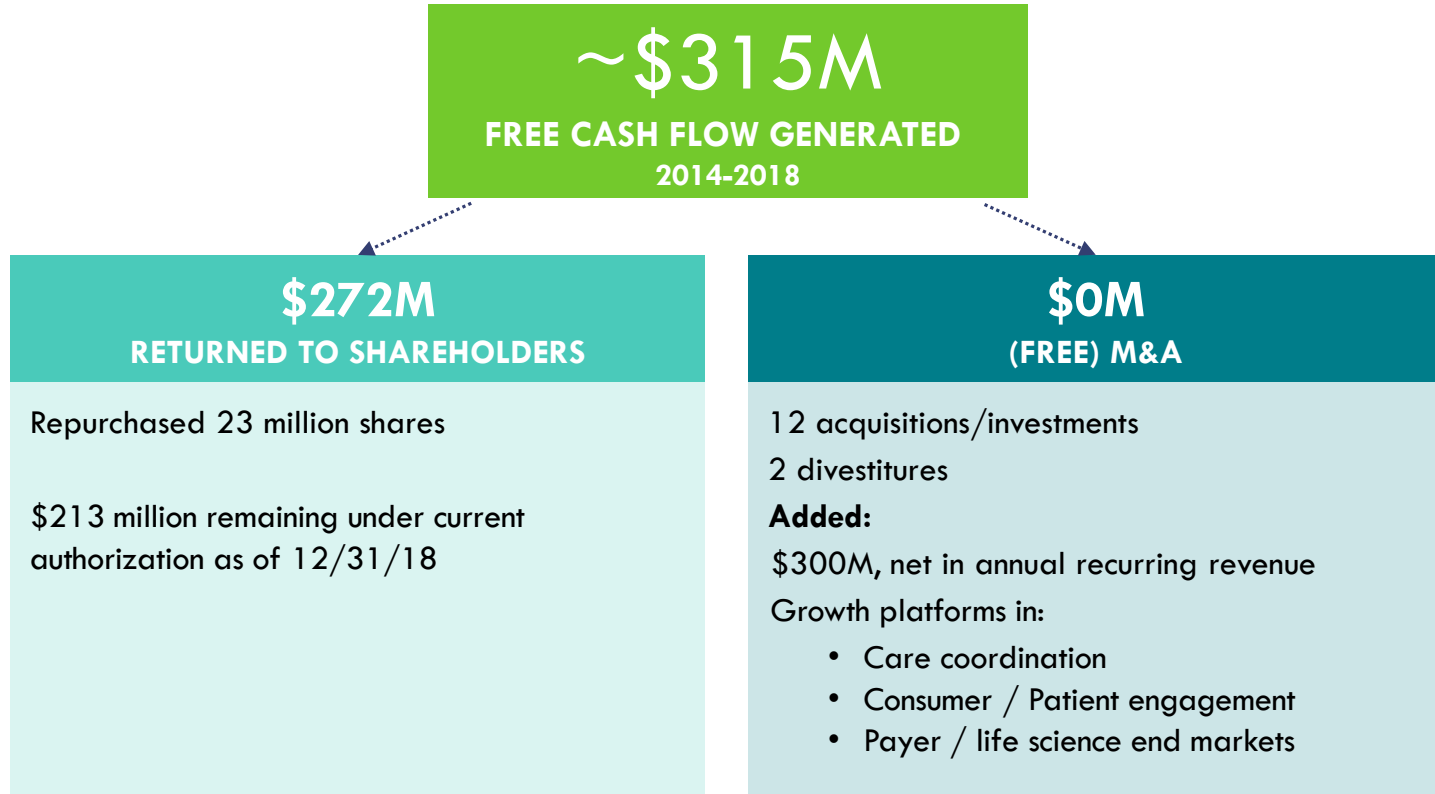 ~$315M
FREE CASH FLOW GENERATED
2014-2018
$272M
RETURNED TO SHAREHOLDERS
Repurchased 23 million shares
$213 million remaining under current
authorization as of 12/31/18
$0M
(FREE) M&A
12 acquisitions/investments
2 divestitures
Added:
$300M, net in annual recurring revenue
Growth platforms in:
• Care coordination
• Consumer / Patient engagement
• Payer / life science end markets